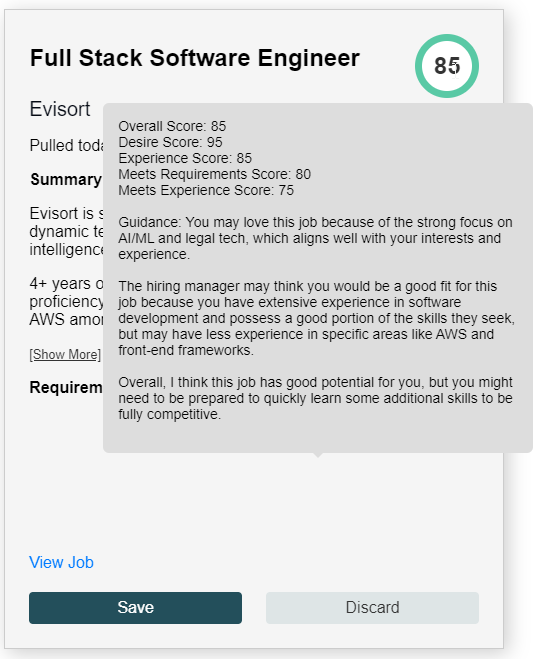 Full Stack Software Engineer
85
Evisort
Pulled
Overall Score: 85
Desire Score: 95
Experience Score: 85
Meets Requirements Score: 80
Meets Experience Score: 75
Guidance: You may love this job because of the strong focus on
AI/ML and legal tech, which aligns well with your interests and
experience.
The hiring manager may think you would be a good fit for this
job because you have extensive experience in software
development and possess a good portion of the skills they seek,
but may have less experience in specific areas like AWS and
front-end frameworks.
Overall, I think this job has good potential for you, but you might
need to be prepared to quickly learn some additional skills to be
fully competitive.
Summary
Evisort is
dynamic
intelligence
4+ years
proficiency
AWS
[Show More]
View Job
Save
Discard